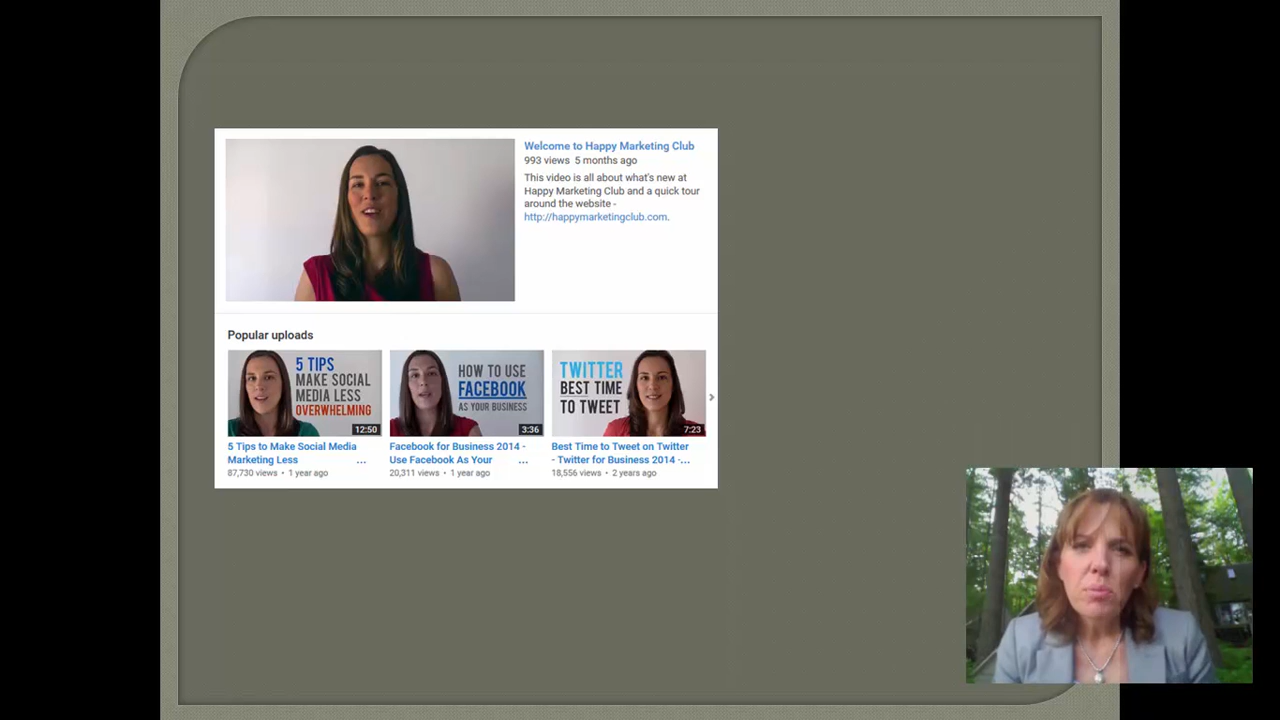 Welcome to Happy Marketing Club
993 views 5 months ago
This video is all about what's new at
Happy Marketing Club and a quick tour
around the website -
http://happymarketingclub.com.
Popular uploads
5 TIPS
MAKE SOCIAL
MEDIA LESS
OVERWHELMING
12:50
HOW TO USE
FACEBOOK
AS YOUR BUSINESS
3:36
TWITTER
BEST TIME
TO TWEET
7:23
5 Tips to Make Social Media
Marketing Less ...
87,730 views • 1 year ago
Facebook for Business 2014 -
Use Facebook As Your ...
20,311 views • 1 year ago
Best Time to Tweet on Twitter
- Twitter for Business 2014 -...
18,556 views • 2 years ago